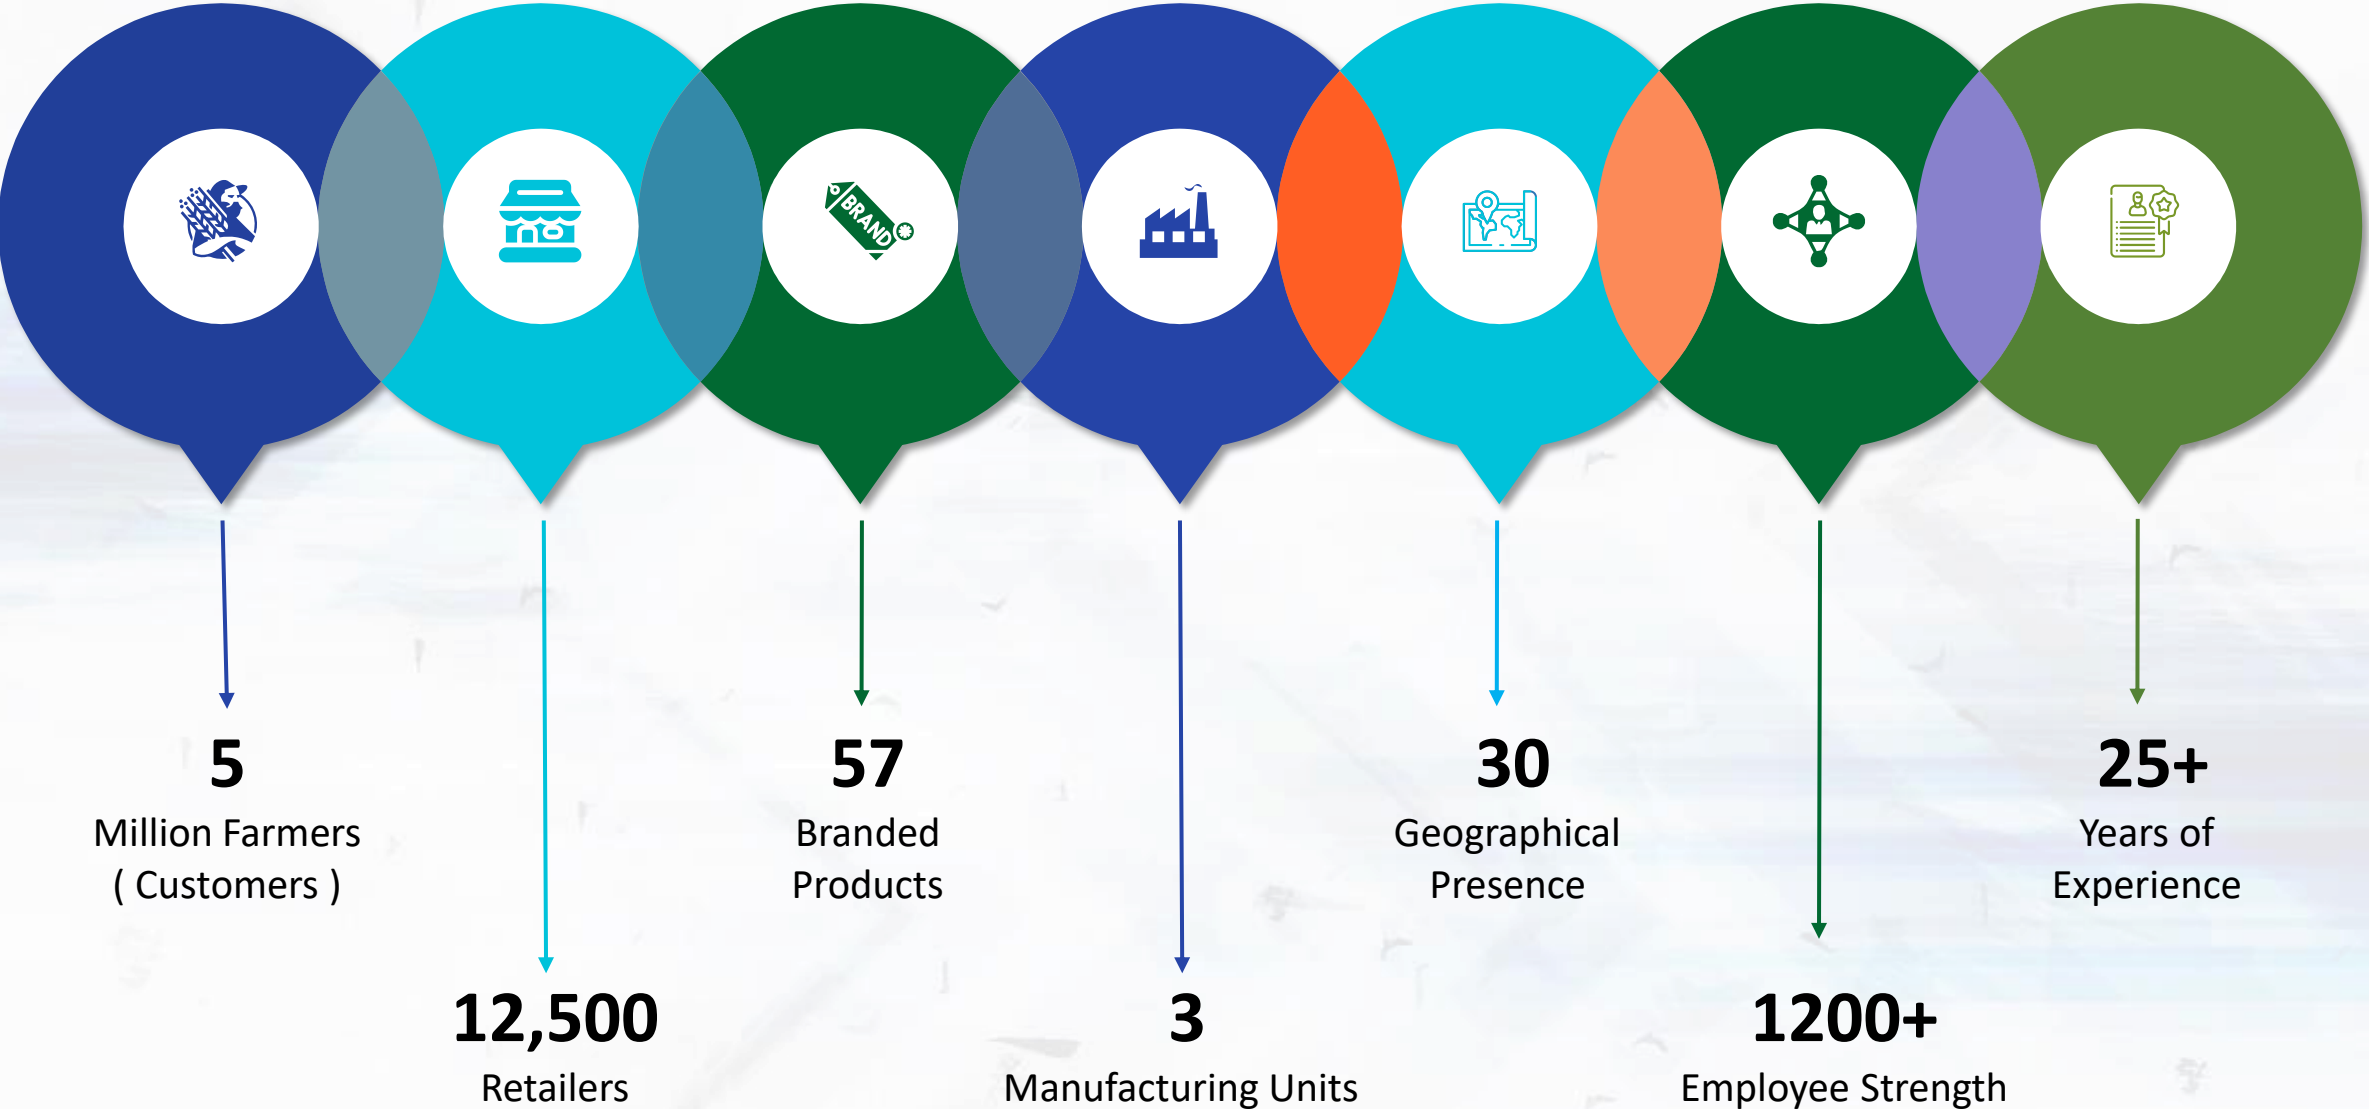 BRAND
5
Million Farmers
( Customers )
12,500
Retailers
57
Branded
Products
3
Manufacturing Units
30
Geographical
Presence
1200+
Employee Strength
25+
Years of
Experience